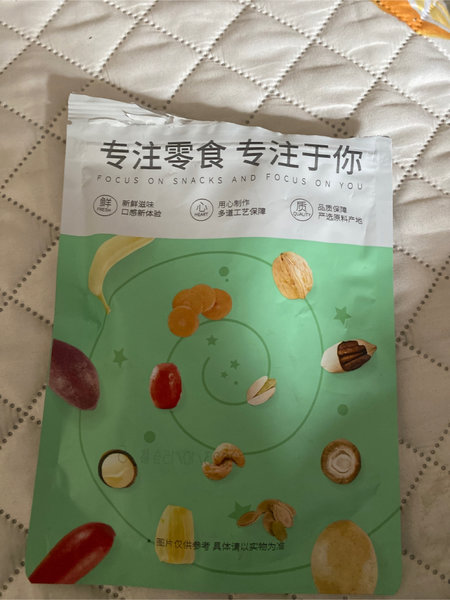 专注零食 专注于你
FOCUS ON SNACKS AND FOCUS ON YOU
鲜
FRESH
新鲜滋味
口感新体验
心
HEART
用心制作
多道工艺保障
质
QUALITY
品质保障
严选原料产地
图片仅供参考 具体请以实物为准